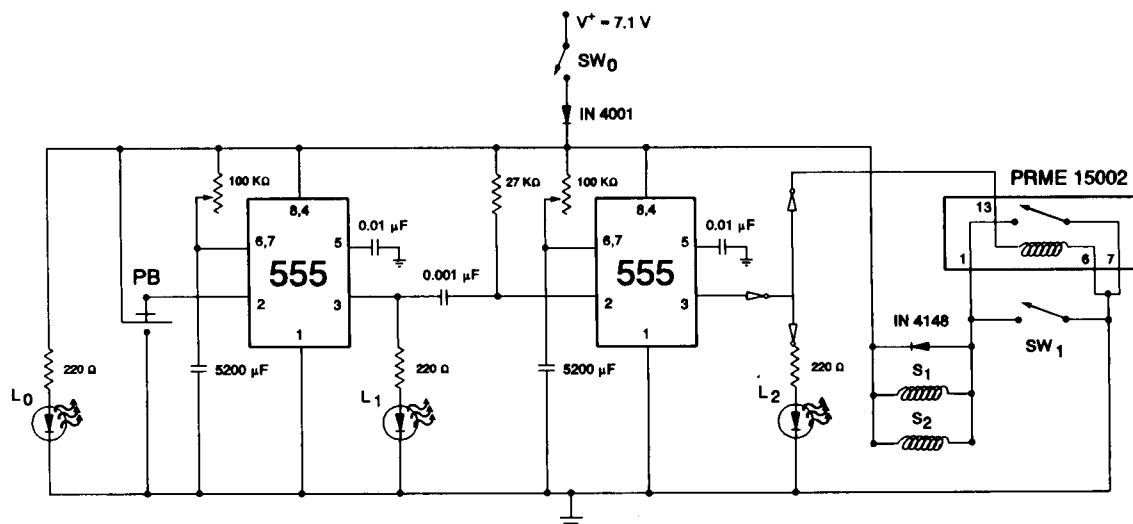 V+ = 7.1 V
SW0
IN 4001
100 KΩ
27 KΩ
100 KΩ
PRME 15002
8,4
6,7
5
0.01 µF
555
2
3
1
0.001 µF
8,4
6,7
5
0.01 µF
555
2
3
1
13
1
6
7
PB
IN 4148
SW1
S1
S2
220 Ω
5200 µF
220 Ω
5200 µF
220 Ω
L0
L1
L2